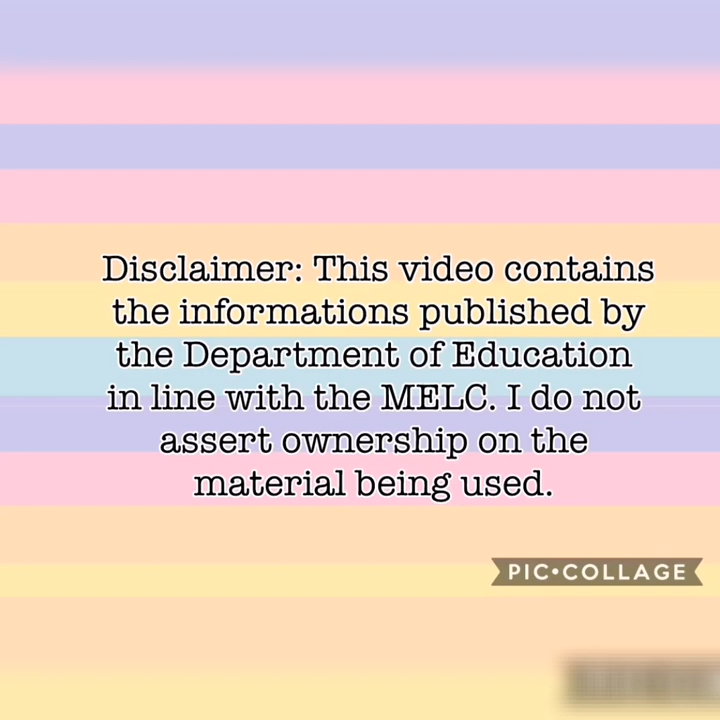 Disclaimer: This video contains
the informations published by
the Department of Education
in line with the MELC. I do not
assert ownership on the
material being used.
PIC•COLLAGE